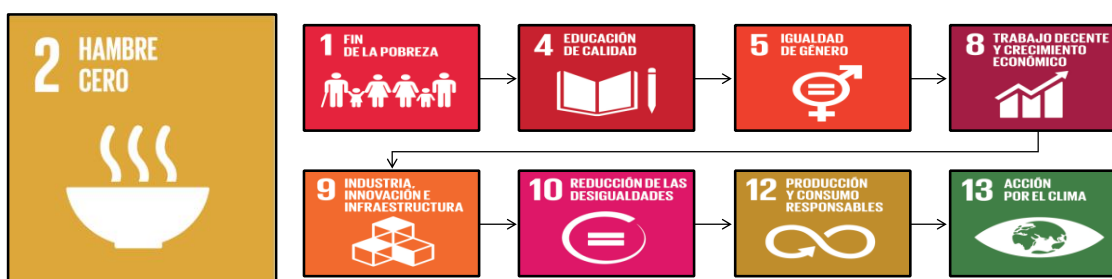 2 HAMBRE
CERO
1 FIN
DE LA POBREZA
4 EDUCACIÓN
DE CALIDAD
5 IGUALDAD
DE GÉNERO
8 TRABAJO DECENTE
Y CRECIMIENTO
ECONÓMICO
9 INDUSTRIA,
INNOVACIÓN E
INFRAESTRUCTURA
10 REDUCCIÓN DE LAS
DESIGUALDADES
12 PRODUCCIÓN
Y CONSUMO
RESPONSABLES
13 ACCIÓN
POR EL CLIMA